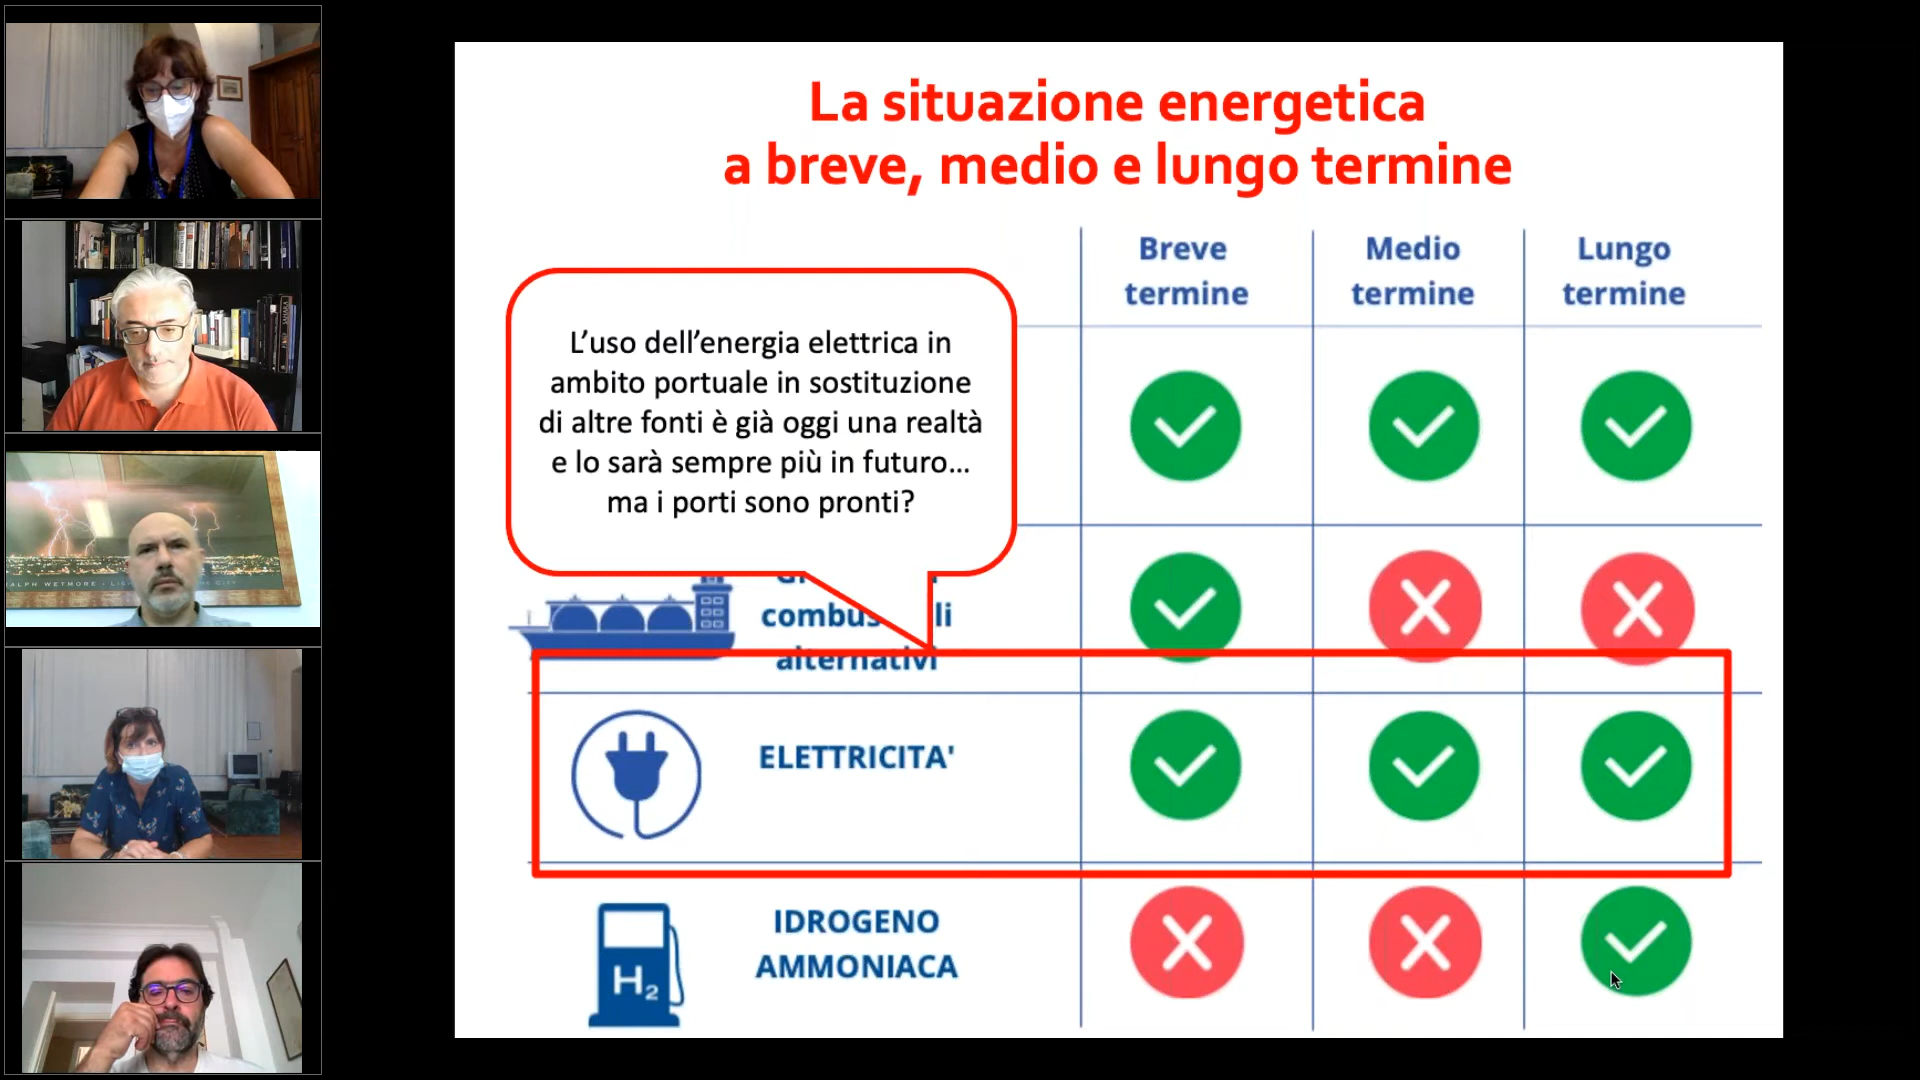 La situazione energetica
a breve, medio e lungo termine
Breve
termine
Medio
termine
Lungo
termine
L’uso dell’energia elettrica in
ambito portuale in sostituzione
di altre fonti è già oggi una realtà
e lo sarà sempre più in futuro...
ma i porti sono pronti?
alternativi
ELETTRICITA'
IDROGENO
AMMONIACA
H2